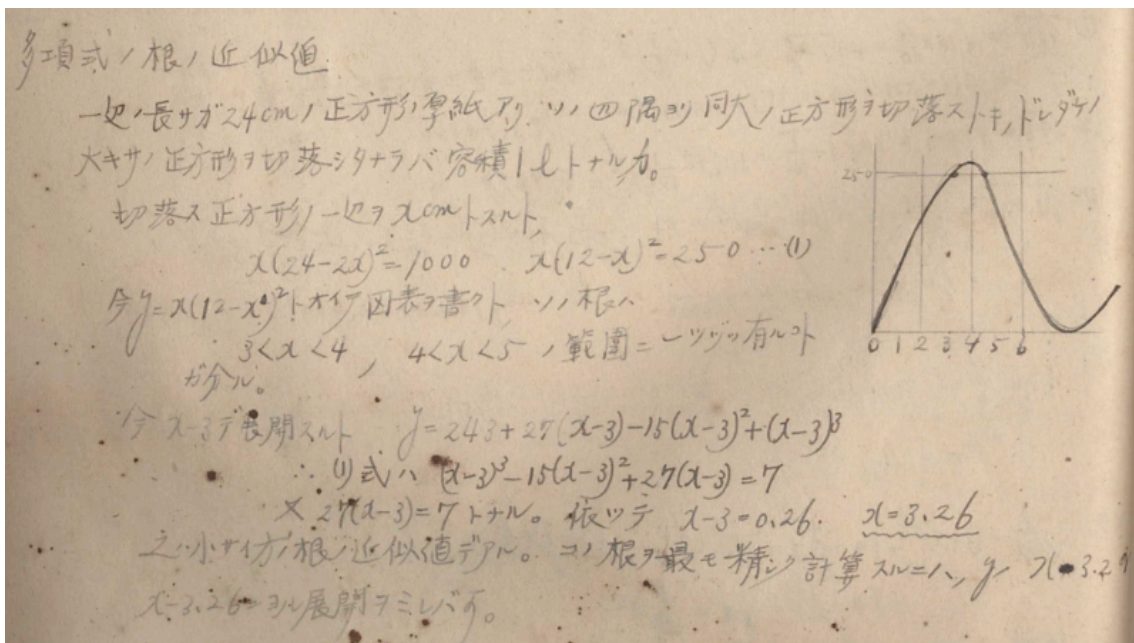 多項式ノ根ノ近似値
一辺ノ長サガ24cmノ正方形ノ厚紙アリ. ソノ四隅ヨリ同大ノ正方形ヲ切落ストキ, ドレダケノ
大キサノ正方形ヲ切落シタナラバ容積1lトナルカ。
切落ス正方形ノ一辺ヲxcmトスルト,
x(24-2x)²=1000 x(12-x)²=250 …(1)
今y=x(12-x)²トオイテ図表ヲ書クト, ソノ根ハ
3<x<4, 4<x<5ノ範囲ニ一ツヅツ有ルコト
ガ分ル。
今x-3デ展開スルト y=243+27(x-3)-15(x-3)²+(x-3)³
∴(1)式ハ (x-3)³-15(x-3)²+27(x-3)=7
27(x-3)=7トナル。依ツテ x-3=0.26. x=3.26
之小サイ方ノ根ノ近似値デアル。コノ根ヲ最モ精シク計算スルニハ, y x 3.2
x-3.26ニヨル展開ヲミレバ可。
250
0 1 2 3 4 5 6